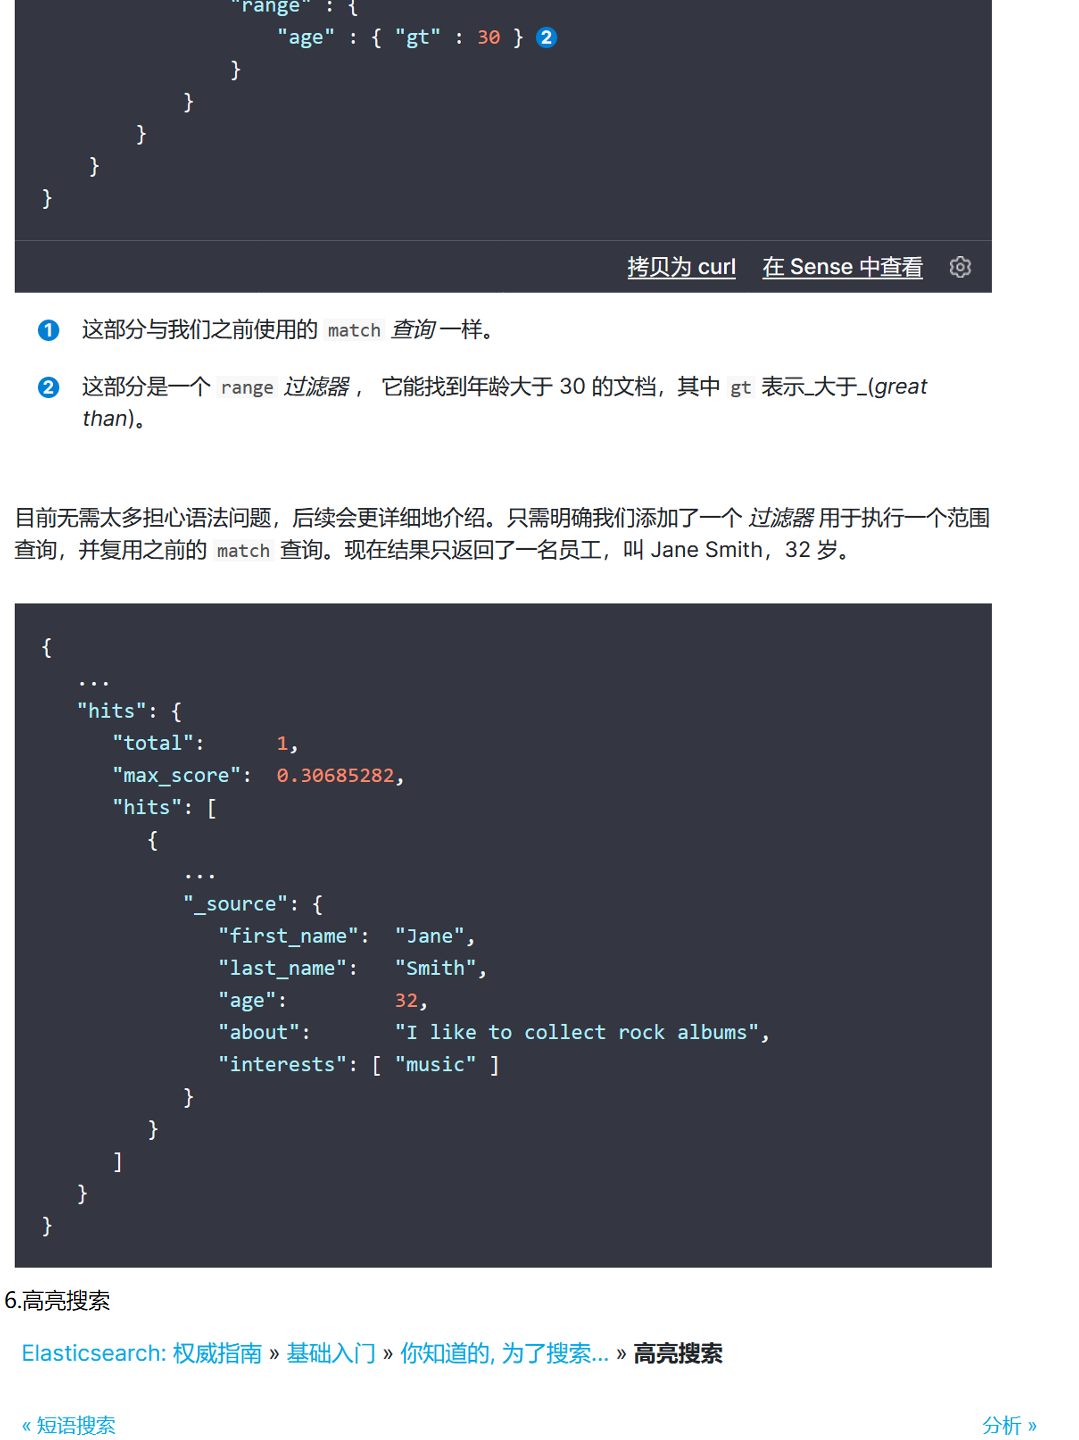 "range" : {
"age" : { "gt" : 30 } 2
}
}
}
}
}
拷贝为 curl 在 Sense 中查看
1 这部分与我们之前使用的 match 查询 一样。
2 这部分是一个 range 过滤器 ， 它能找到年龄大于 30 的文档，其中 gt 表示_大于_(great
than)。
目前无需太多担心语法问题，后续会更详细地介绍。只需明确我们添加了一个 过滤器 用于执行一个范围
查询，并复用之前的 match 查询。现在结果只返回了一名员工，叫 Jane Smith，32 岁。
{
...
"hits": {
"total": 1,
"max_score": 0.30685282,
"hits": [
{
...
"_source": {
"first_name": "Jane",
"last_name": "Smith",
"age": 32,
"about": "I like to collect rock albums",
"interests": [ "music" ]
}
}
]
}
}
6.高亮搜索
Elasticsearch: 权威指南 » 基础入门 » 你知道的, 为了搜索... » 高亮搜索
« 短语搜索 分析 »